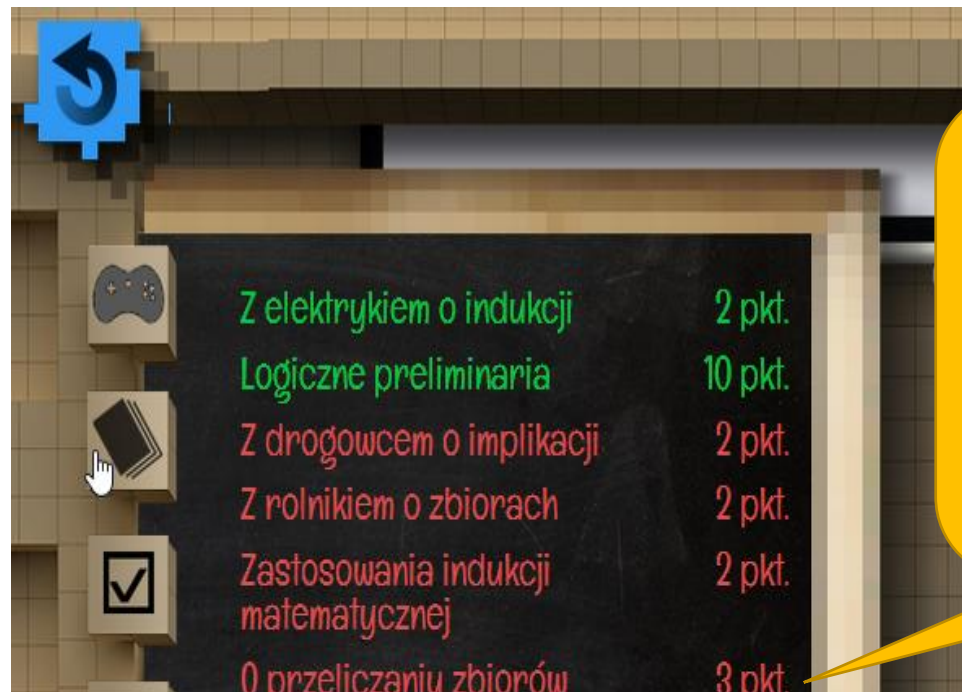 Z elektrykiem o indukcji 2 pkt.
Logiczne preliminaria 10 pkt.
Z drogowcem o implikacji 2 pkt.
Z rolnikiem o zbiorach 2 pkt.
Zastosowania indukcji 2 pkt.
matematycznej
O przeliczaniu zbiorów 3 pkt.